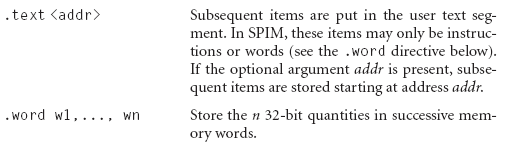 .text <addr> Subsequent items are put in the user text seg-
ment. In SPIM, these items may only be instruc-
tions or words (see the .word directive below).
If the optional argument addr is present, subse-
quent items are stored starting at address addr.
.word w1,..., wn Store the n 32-bit quantities in successive mem-
ory words.